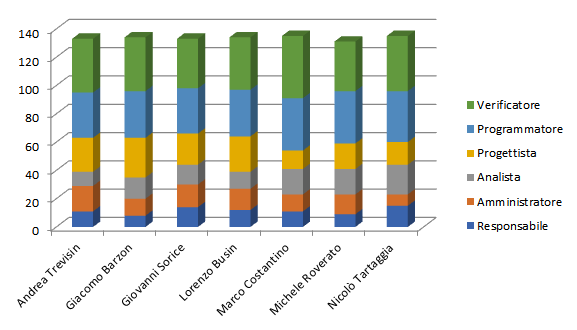 140
120
100
80
60
40
20
0
Andrea Trevisin
Giacomo Barzon
Giovanni Sorice
Lorenzo Busin
Marco Costantino
Michele Roverato
Nicolò Tartaggia
Verificatore
Programmatore
Progettista
Analista
Amministratore
Responsabile